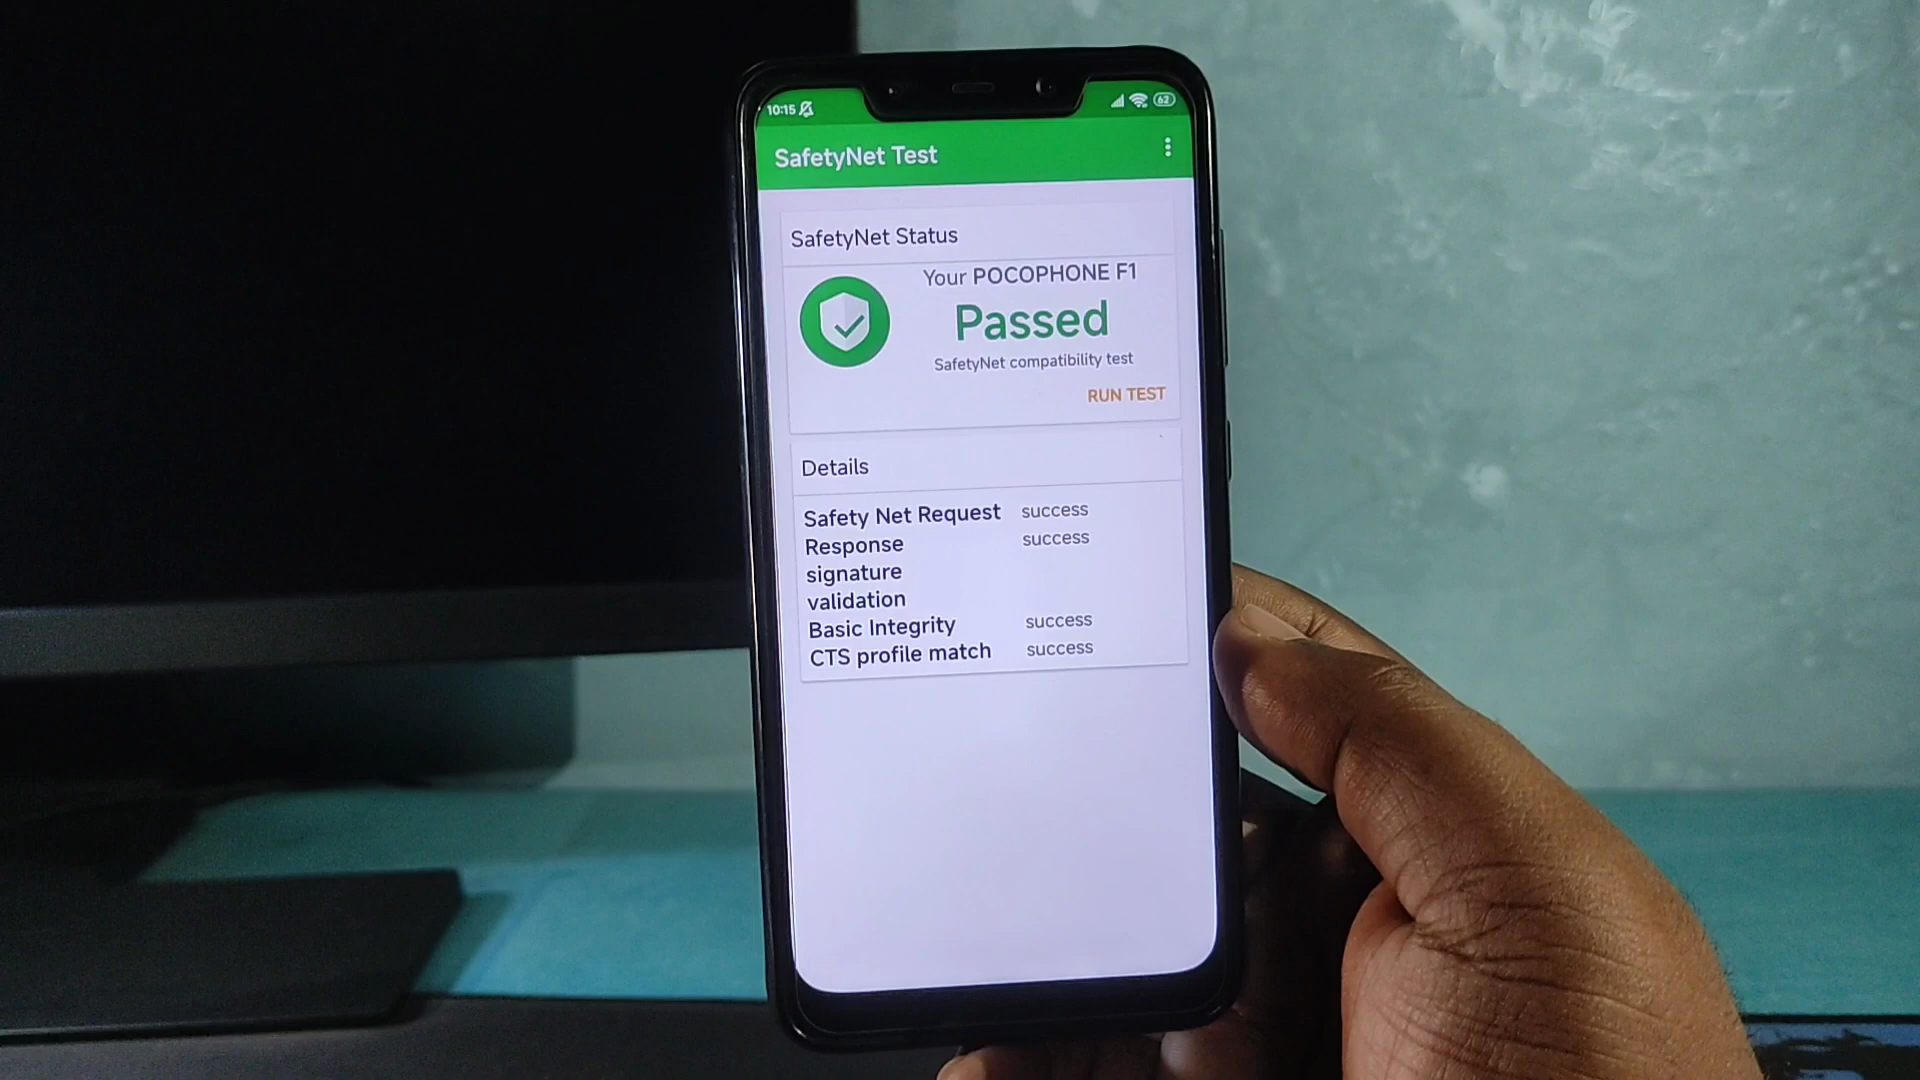 10:15
62
SafetyNet Test
SafetyNet Status
Your POCOPHONE F1
Passed
SafetyNet compatibility test
RUN TEST
Details
Safety Net Request success
Response success
signature
validation
Basic Integrity success
CTS profile match success